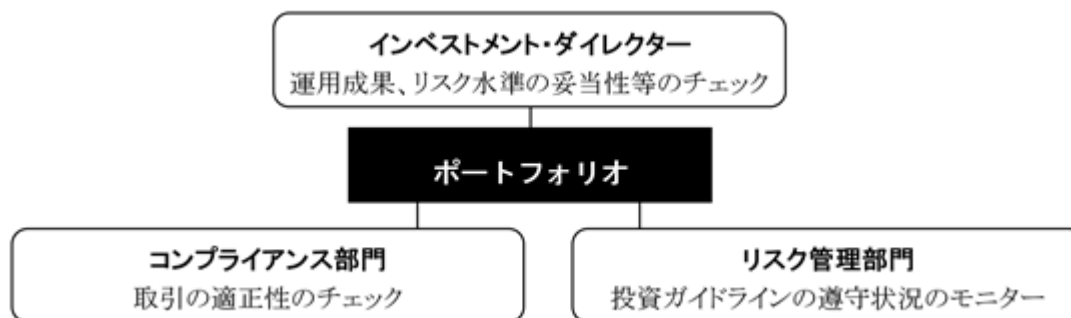 インベストメント・ダイレクター
運用成果、リスク水準の妥当性等のチェック
ポートフォリオ
コンプライアンス部門
取引の適正性のチェック
リスク管理部門
投資ガイドラインの遵守状況のモニター